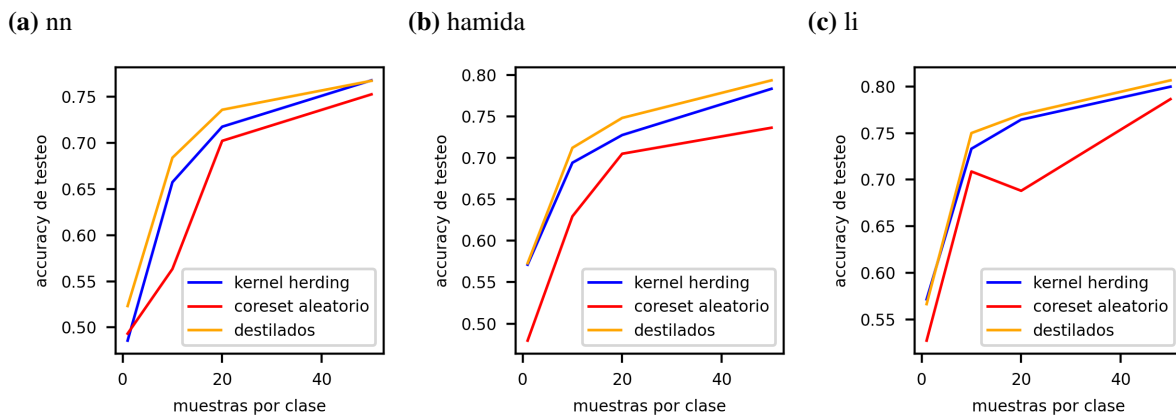 (a) nn
accuracy de testeo
0.75
0.70
0.65
0.60
0.55
0.50
kernel herding
coreset aleatorio
destilados
0
20
40
muestras por clase
(b) hamida
accuracy de testeo
0.80
0.75
0.70
0.65
0.60
0.55
0.50
kernel herding
coreset aleatorio
destilados
0
20
40
muestras por clase
(c) li
accuracy de testeo
0.80
0.75
0.70
0.65
0.60
0.55
kernel herding
coreset aleatorio
destilados
0
20
40
muestras por clase